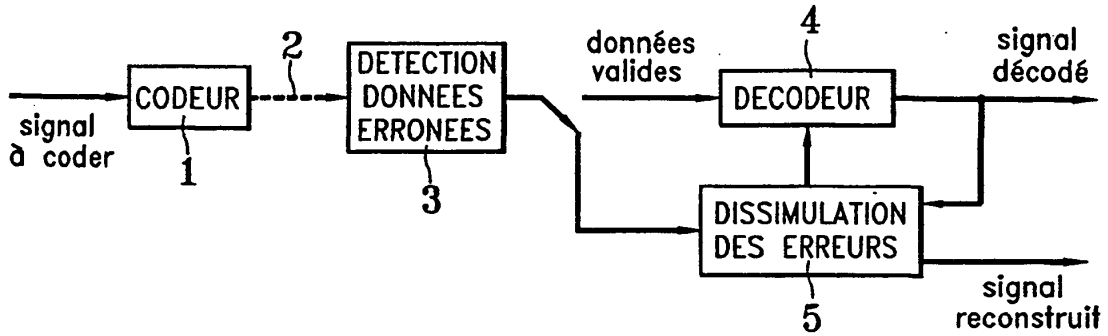 signal
à coder
CODEUR
1
2
DETECTION
DONNEES
ERRONEES
3
données
valides
4
DECODEUR
signal
décodé
DISSIMULATION
DES ERREURS
5
signal
reconstruit